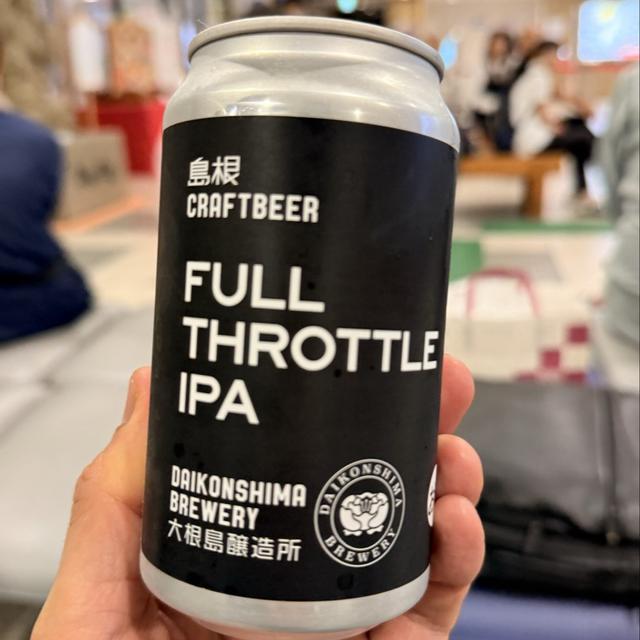 島根
CRAFTBEER
FULL
THROTTLE
IPA
DAIKONSHIMA
BREWERY
大根島醸造所
DAIKONSHIMA
BREWERY